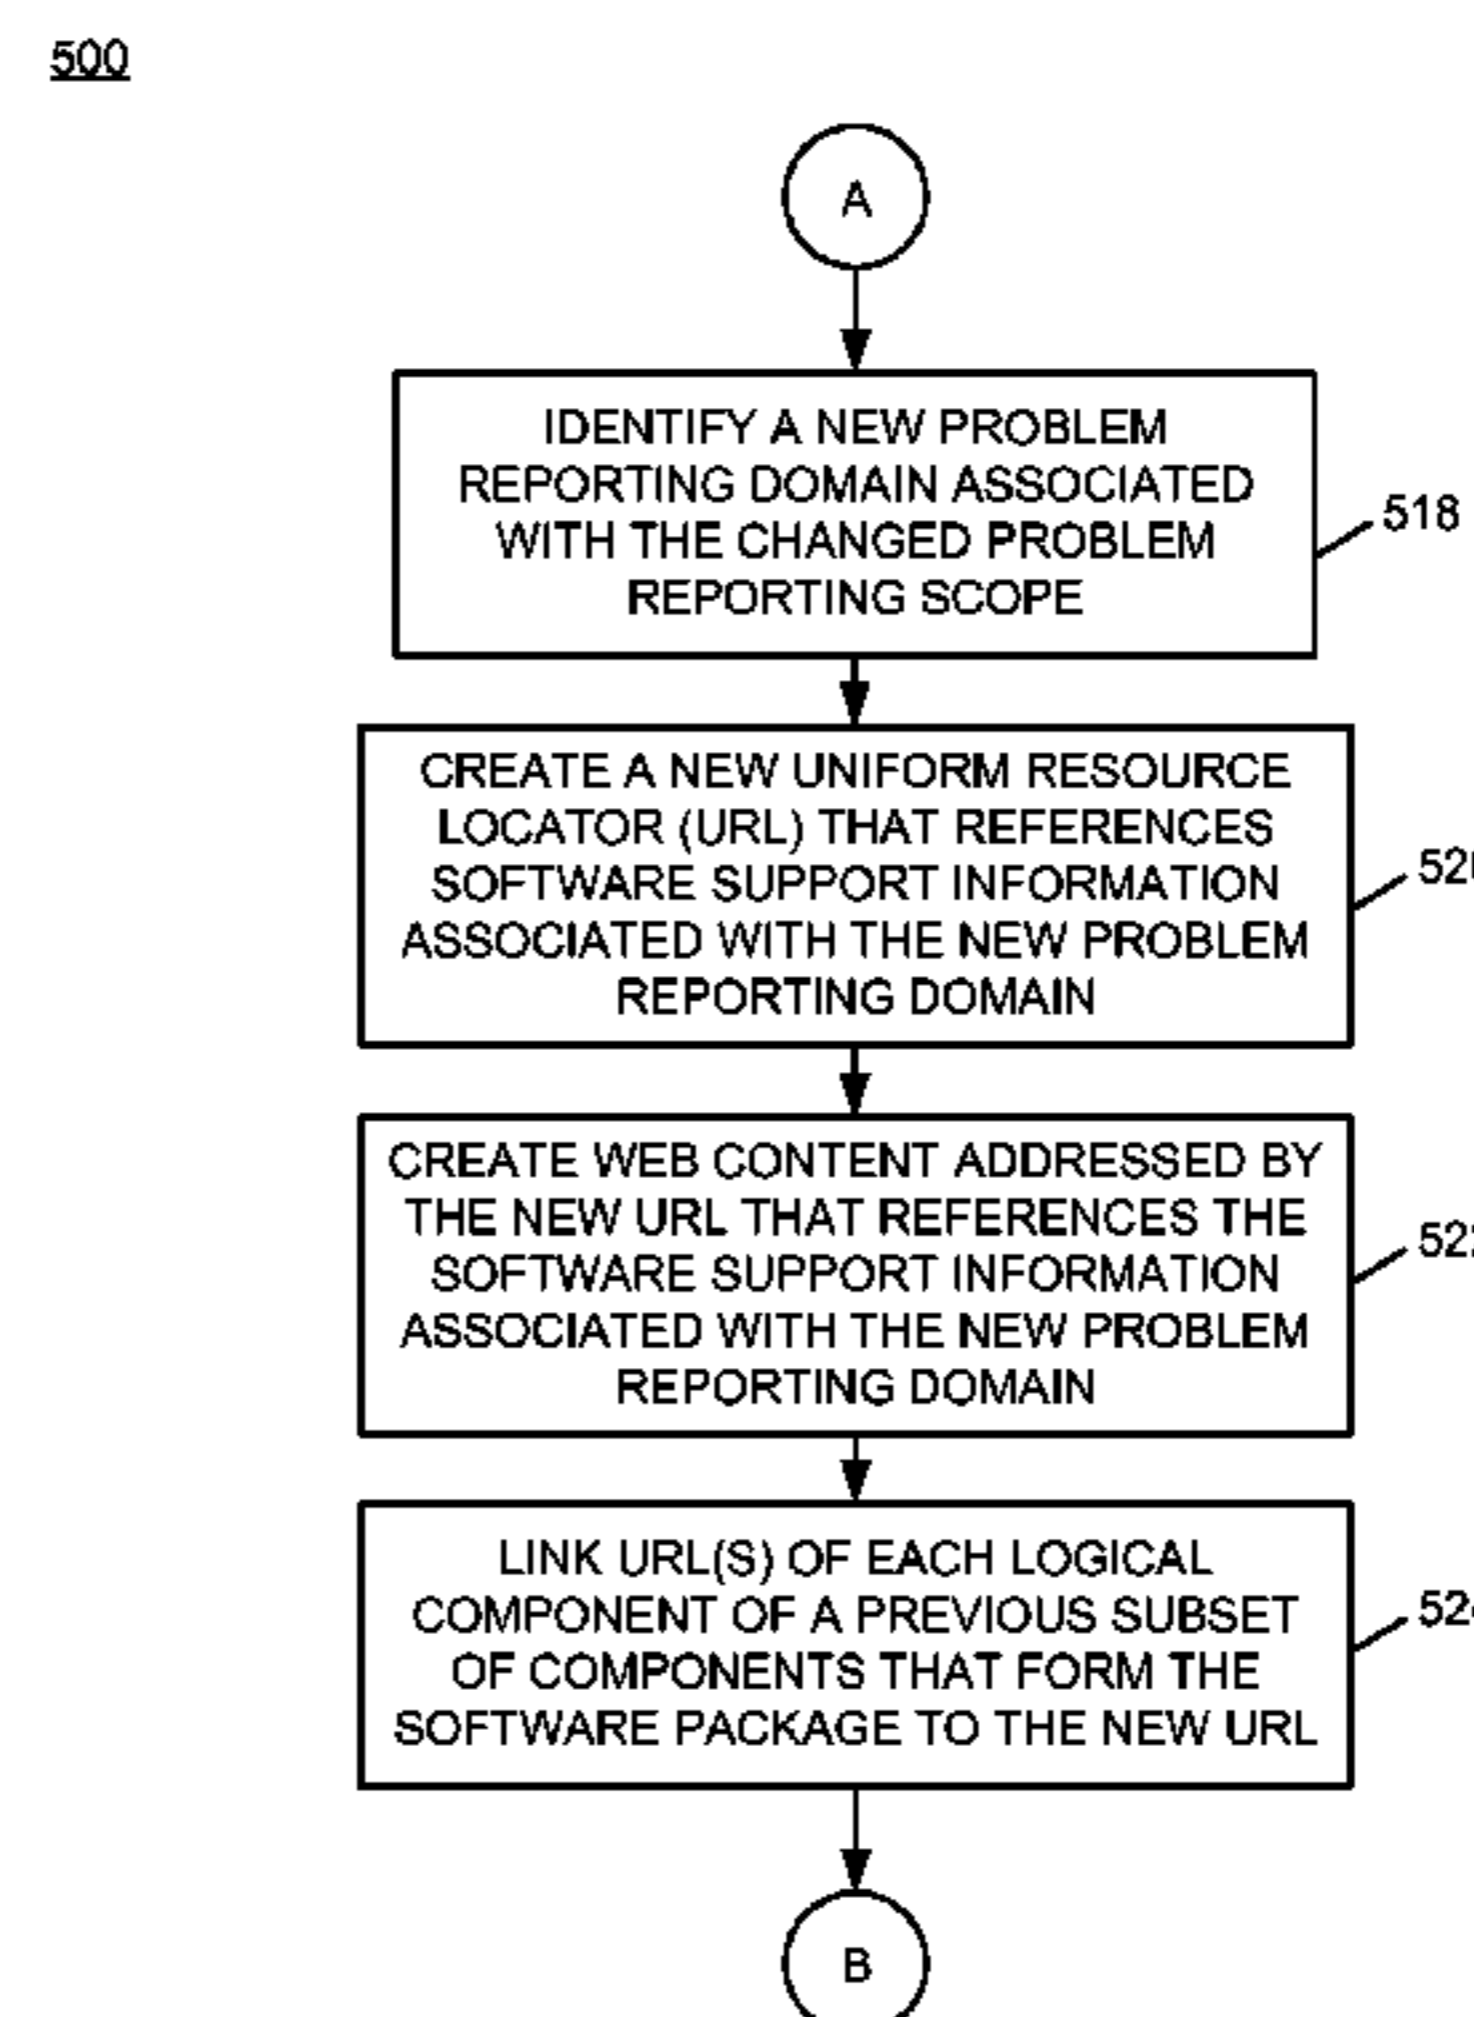 500
A
IDENTIFY A NEW PROBLEM
REPORTING DOMAIN ASSOCIATED
WITH THE CHANGED PROBLEM
REPORTING SCOPE
518
CREATE A NEW UNIFORM RESOURCE
LOCATOR (URL) THAT REFERENCES
SOFTWARE SUPPORT INFORMATION
ASSOCIATED WITH THE NEW PROBLEM
REPORTING DOMAIN
CREATE WEB CONTENT ADDRESSED BY
THE NEW URL THAT REFERENCES THE
SOFTWARE SUPPORT INFORMATION
ASSOCIATED WITH THE NEW PROBLEM
REPORTING DOMAIN
LINK URL(S) OF EACH LOGICAL
COMPONENT OF A PREVIOUS SUBSET
OF COMPONENTS THAT FORM THE
SOFTWARE PACKAGE TO THE NEW URL
B